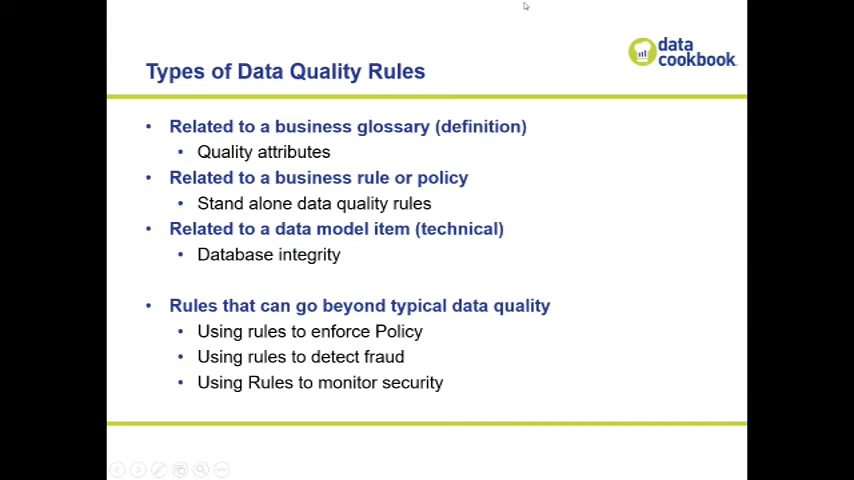 data
cookbook
Types of Data Quality Rules
• Related to a business glossary (definition)
• Quality attributes
• Related to a business rule or policy
• Stand alone data quality rules
• Related to a data model item (technical)
• Database integrity
• Rules that can go beyond typical data quality
• Using rules to enforce Policy
• Using rules to detect fraud
• Using Rules to monitor security